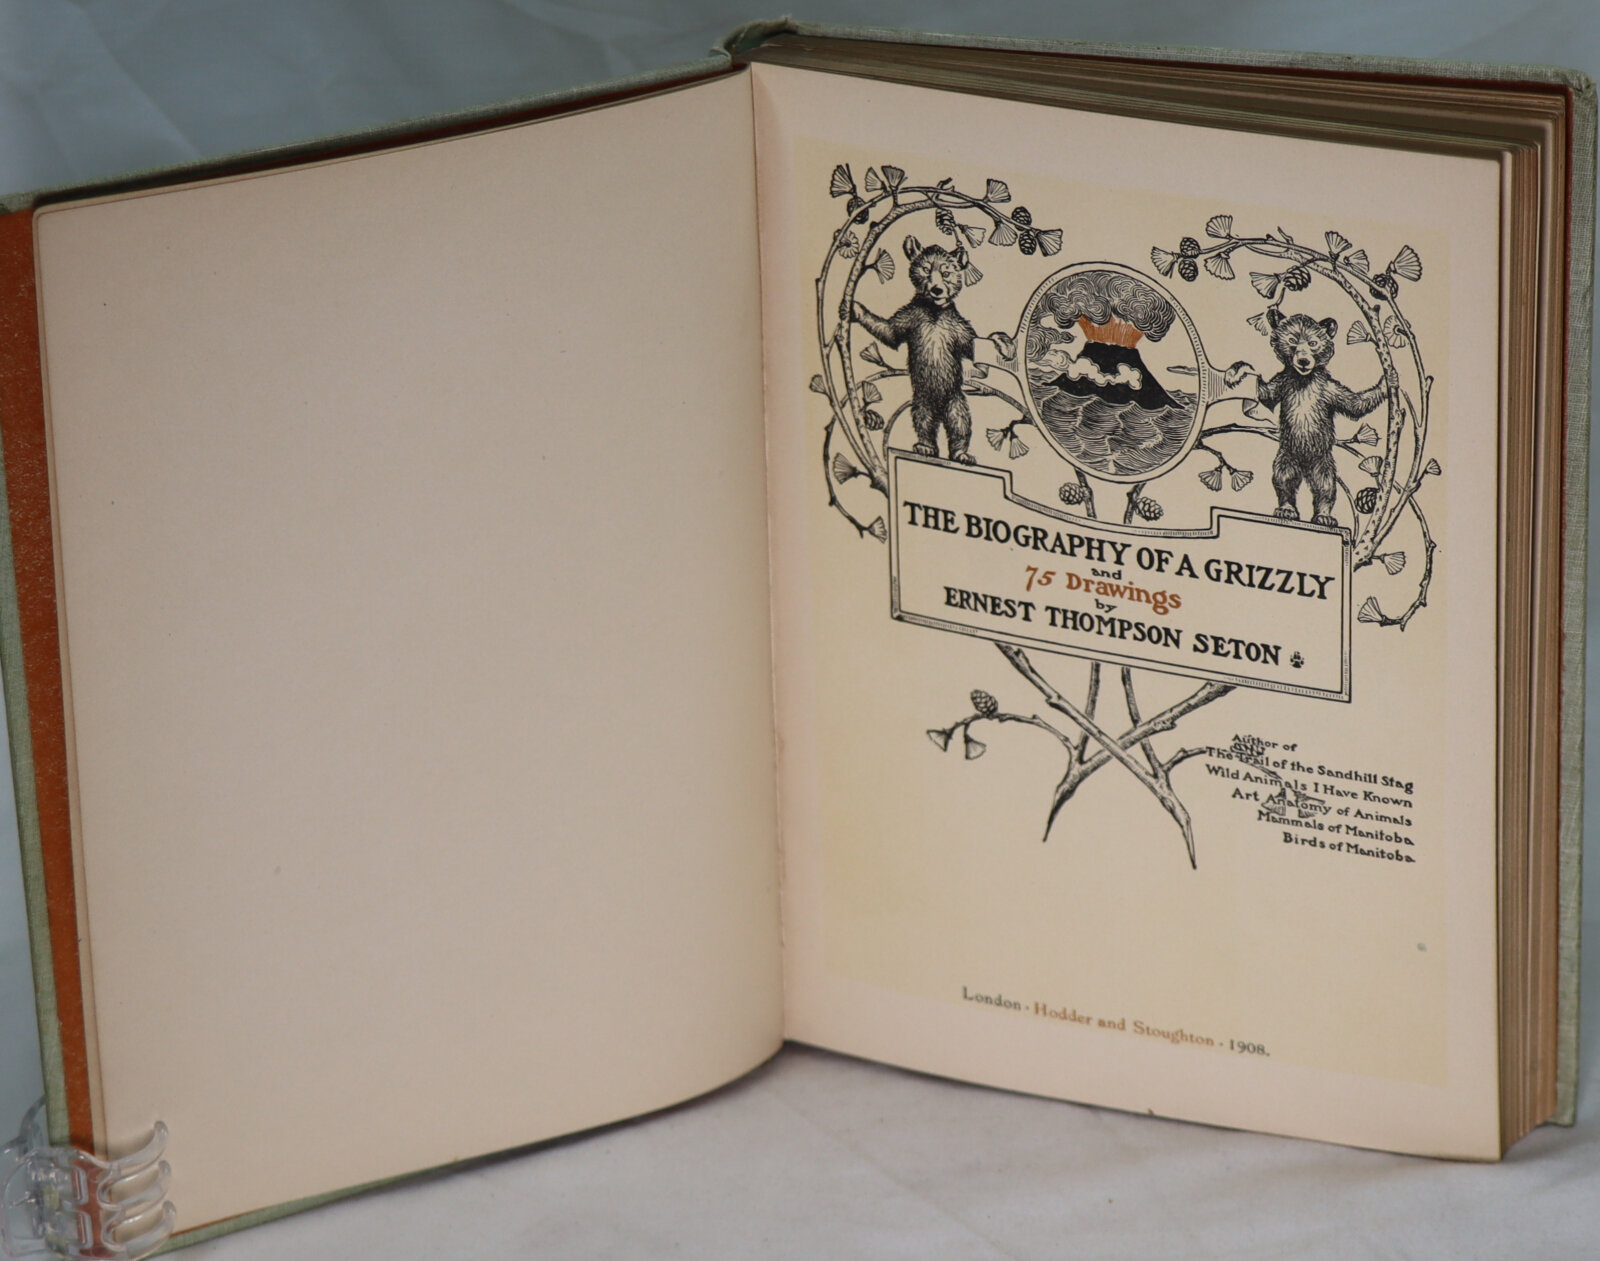 THE BIOGRAPHY OF A GRIZZLY
and
75 Drawings
by
ERNEST THOMPSON SETON
Author of
The Trail of the Sandhill Stag
Wild Animals I Have Known
Art Anatomy of Animals
Mammals of Manitoba
Birds of Manitoba
London · Hodder and Stoughton · 1908.